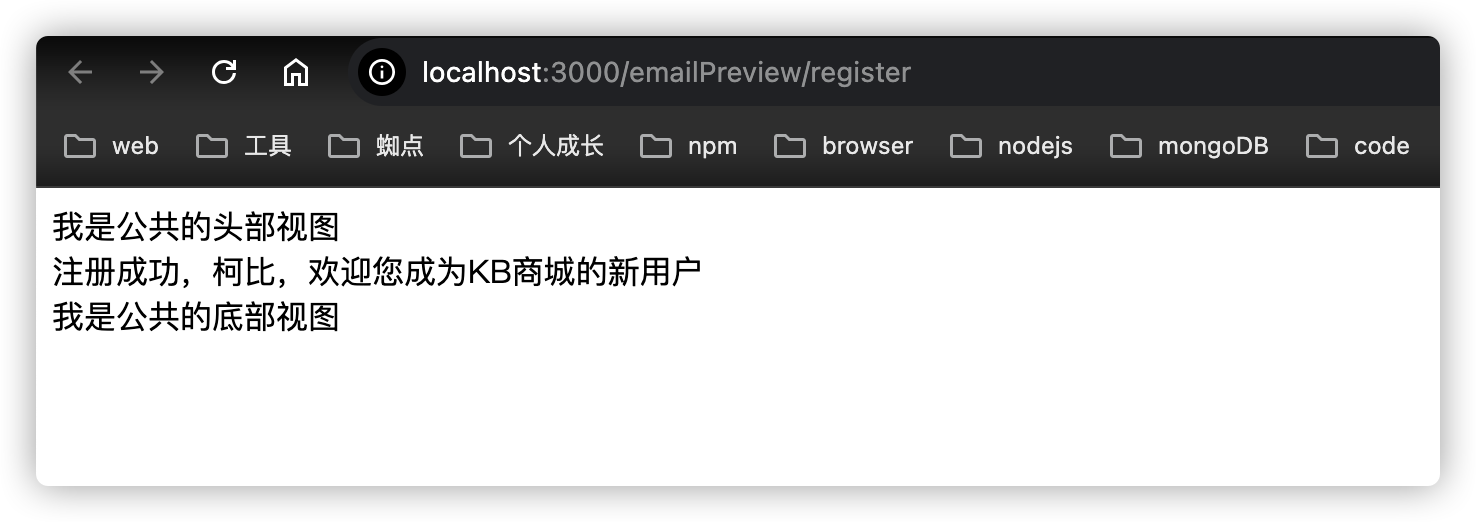 localhost:3000/emailPreview/register
web 工具 蜘点 个人成长 npm browser nodejs mongoDB code
我是公共的头部视图
注册成功，柯比，欢迎您成为KB商城的新用户
我是公共的底部视图